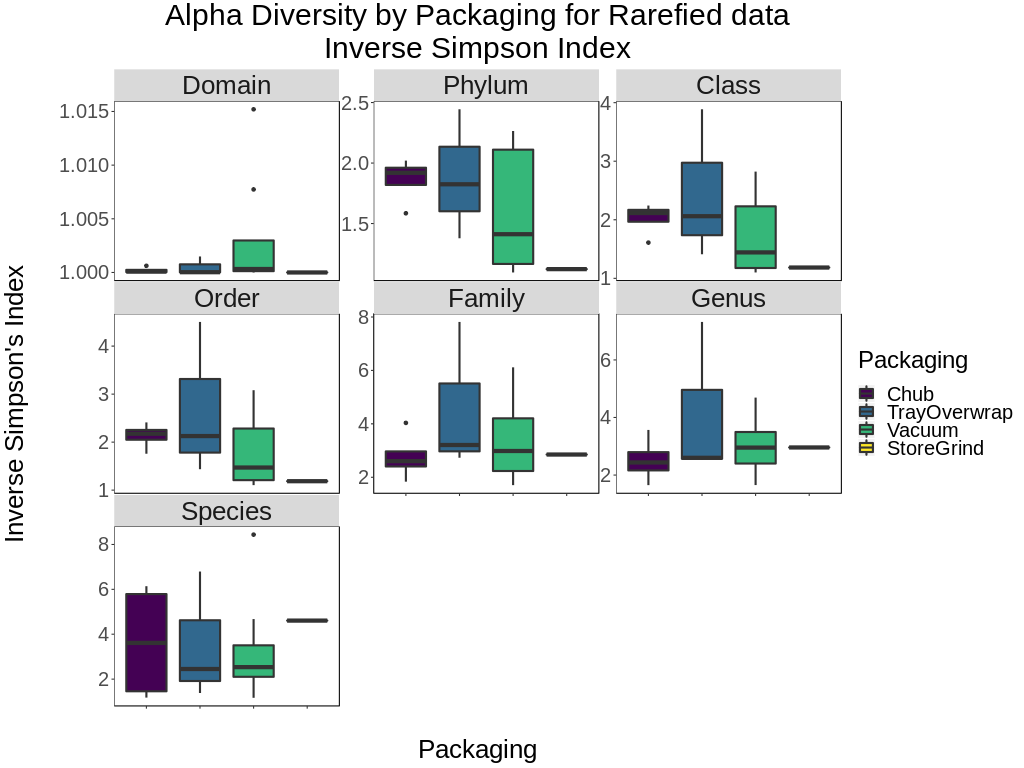 Alpha Diversity by Packaging for Rarefied data
Inverse Simpson Index
Domain
Phylum
Class
1.015
1.010
1.005
1.000
2.5
2.0
1.5
4
3
2
1
Order
Family
Genus
4
3
2
1
8
6
4
2
6
4
2
Species
8
6
4
2
Inverse Simpson's Index
Packaging
Packaging
Chub
TrayOverwrap
Vacuum
StoreGrind